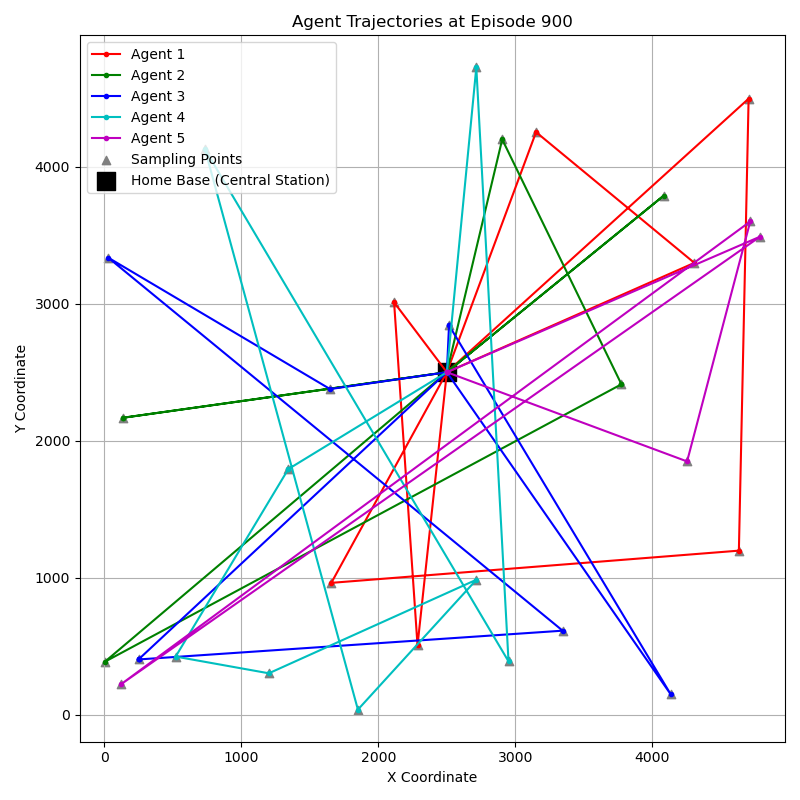 Agent Trajectories at Episode 900
Agent 1
Agent 2
Agent 3
Agent 4
Agent 5
Sampling Points
Home Base (Central Station)
Y Coordinate
4000
3000
2000
1000
0
0 1000 2000 3000 4000
X Coordinate